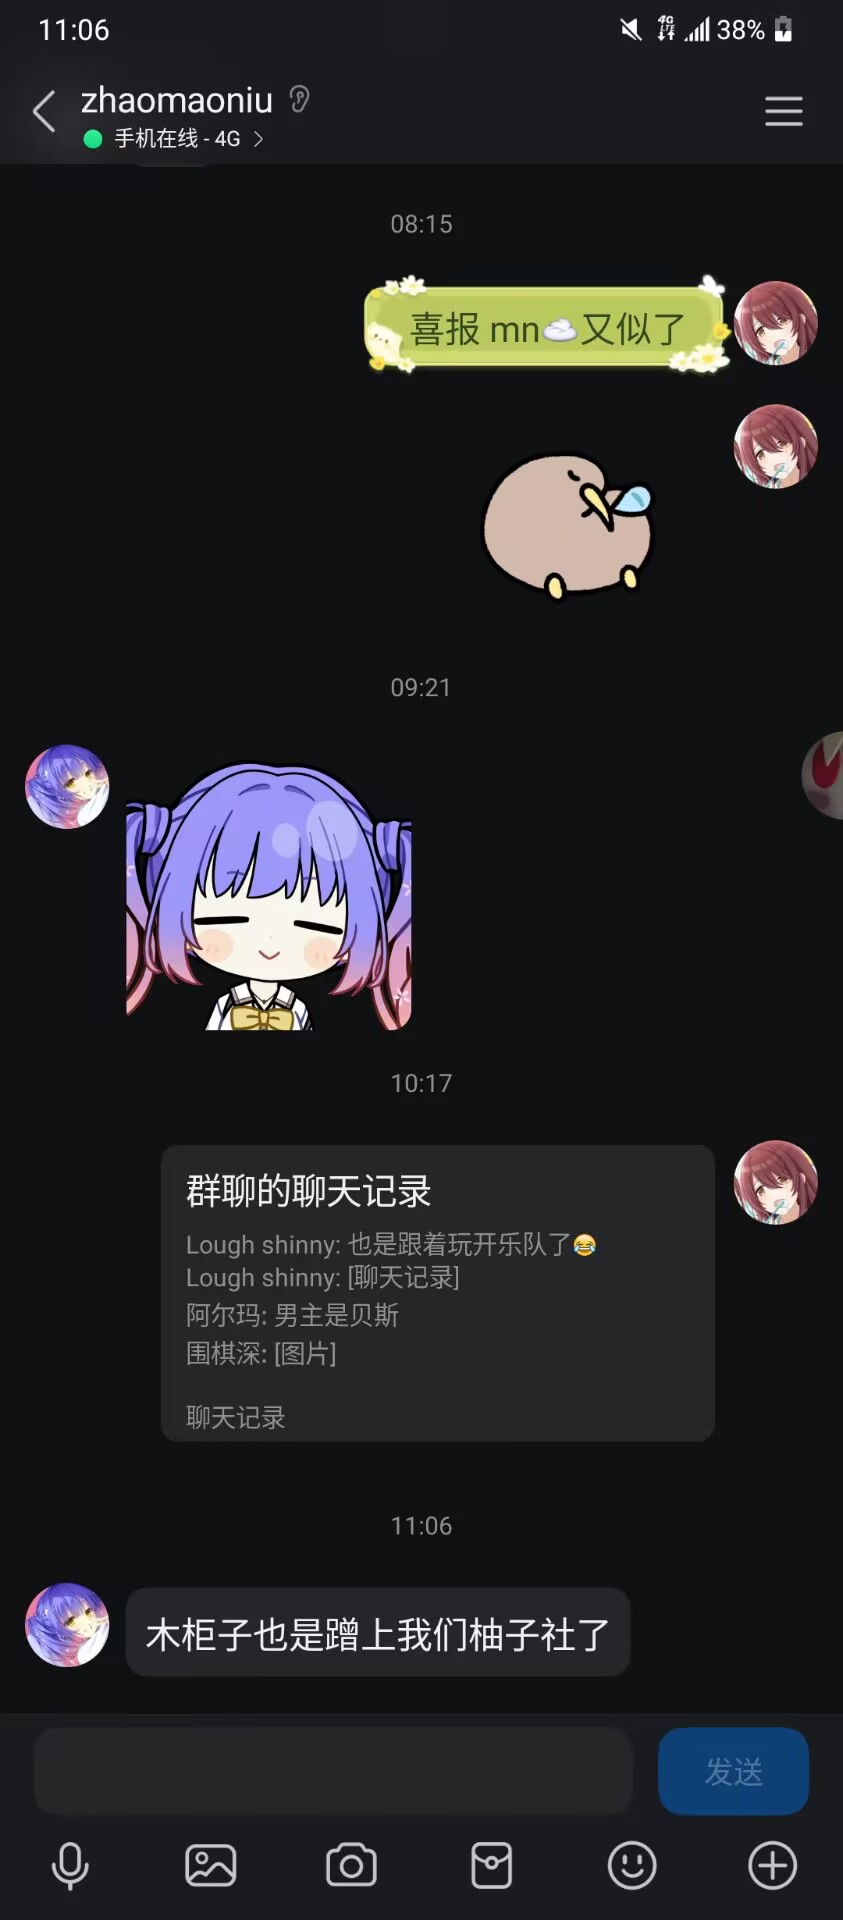 11:06
4G
LTE
38%
zhaomaoniu
手机在线 - 4G
08:15
喜报 mn☁️又似了
09:21
10:17
群聊的聊天记录
Lough shinny: 也是跟着玩开乐队了😂
Lough shinny: [聊天记录]
阿尔玛: 男主是贝斯
围棋深: [图片]
聊天记录
11:06
木柜子也是蹭上我们柚子社了
发送